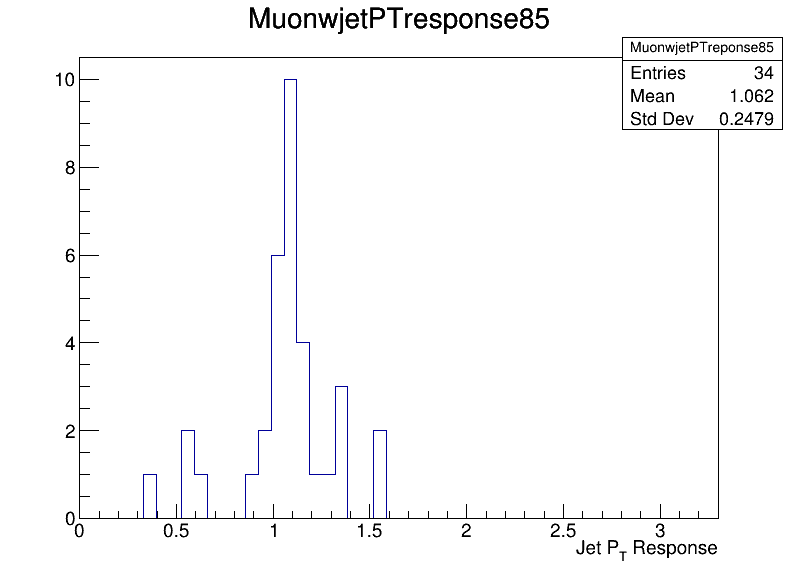 MuonwjetPTresponse85
MuonwjetPTreponse85
Entries 34
Mean 1.062
Std Dev 0.2479
10
8
6
4
2
0
0 0.5 1 1.5 2 2.5 3
Jet P_T Response